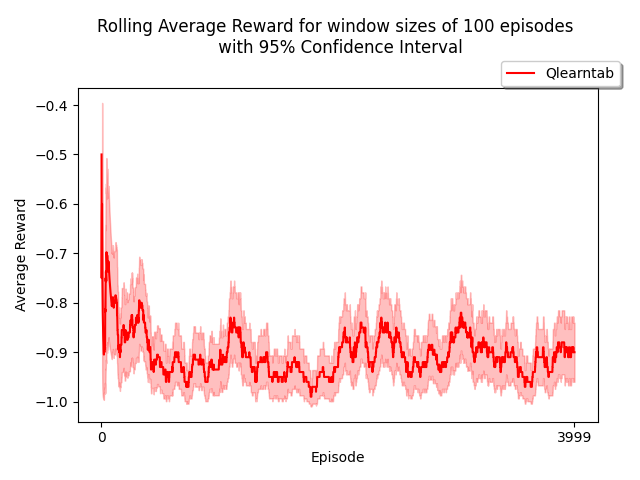 Rolling Average Reward for window sizes of 100 episodes
with 95% Confidence Interval
Qlearntab
−0.4
−0.5
−0.6
−0.7
−0.8
−0.9
−1.0
Average Reward
0
3999
Episode